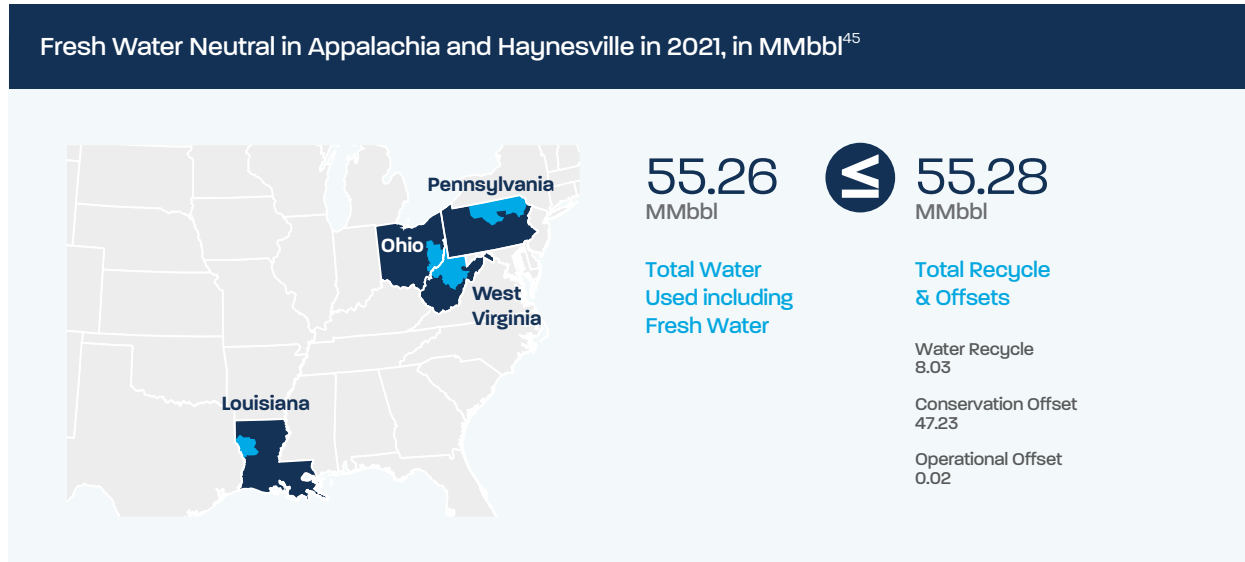 Fresh Water Neutral in Appalachia and Haynesville in 2021, in MMbbl45
Pennsylvania
Ohio
West
Virginia
Louisiana
55.26
MMbbl
Total Water
Used including
Fresh Water
≤
55.28
MMbbl
Total Recycle
& Offsets
Water Recycle
8.03
Conservation Offset
47.23
Operational Offset
0.02